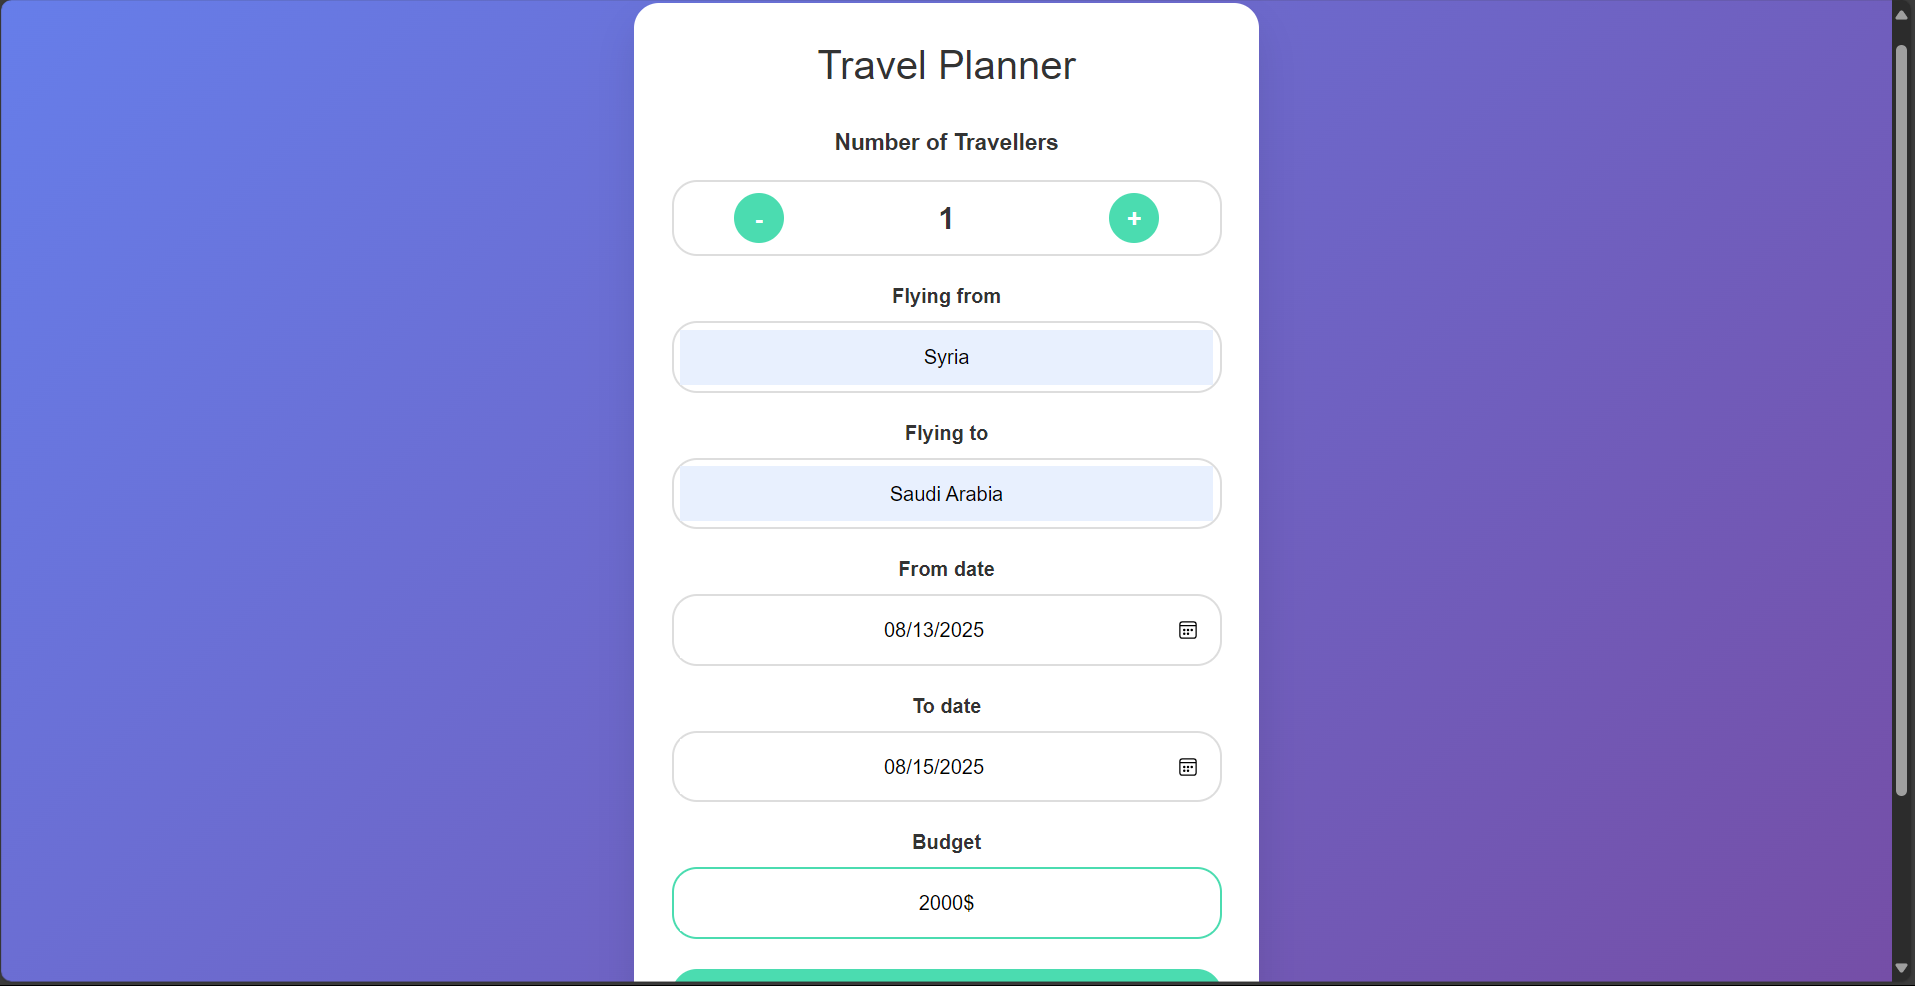 Travel Planner
Number of Travellers
- 1 +
Flying from
Syria
Flying to
Saudi Arabia
From date
08/13/2025
To date
08/15/2025
Budget
2000$